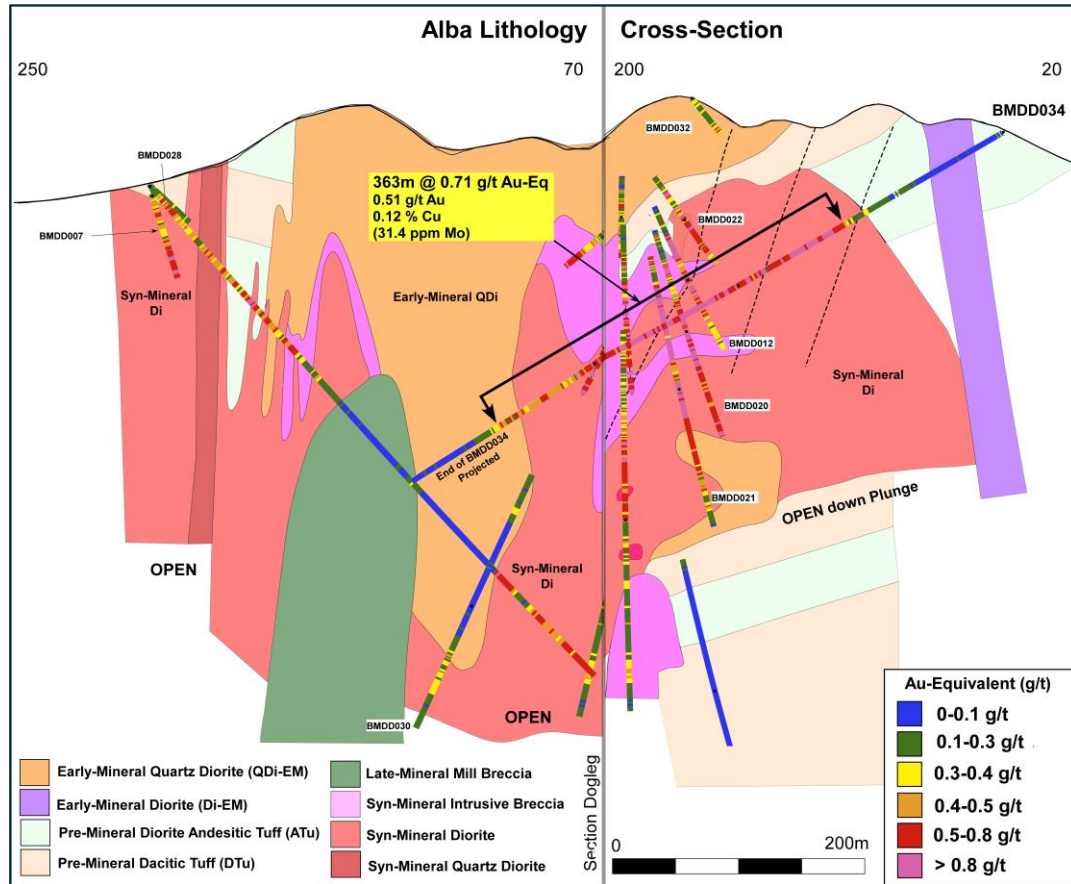 Alba Lithology Cross-Section
250
70
200
20
BMDD034
BMDD032
BMDD028
363m @ 0.71 g/t Au-Eq
0.51 g/t Au
0.12 % Cu
(31.4 ppm Mo)
BMDD022
BMDD007
Syn-Mineral
Di
Early-Mineral QDi
BMDD012
Syn-Mineral
Di
BMDD020
End of BMDD034
Projected
BMDD021
OPEN down Plunge
OPEN
Syn-Mineral
Di
OPEN
BMDD030
Section Dogleg
Early-Mineral Quartz Diorite (QDi-EM)
Early-Mineral Diorite (Di-EM)
Pre-Mineral Diorite Andesitic Tuff (ATu)
Pre-Mineral Dacitic Tuff (DTu)
Late-Mineral Mill Breccia
Syn-Mineral Intrusive Breccia
Syn-Mineral Diorite
Syn-Mineral Quartz Diorite
0
200m
Au-Equivalent (g/t)
0-0.1 g/t
0.1-0.3 g/t
0.3-0.4 g/t
0.4-0.5 g/t
0.5-0.8 g/t
> 0.8 g/t